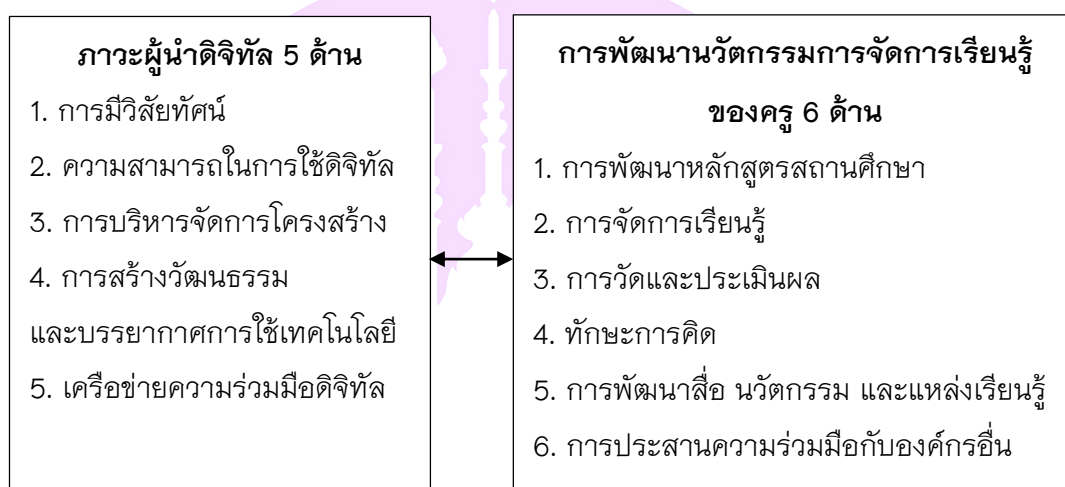 ภาวะผู้นำดิจิทัล 5 ด้าน
1. การมีวิสัยทัศน์
2. ความสามารถในการใช้ดิจิทัล
3. การบริหารจัดการโครงสร้าง
4. การสร้างวัฒนธรรม
และบรรยากาศการใช้เทคโนโลยี
5. เครือข่ายความร่วมมือดิจิทัล
การพัฒนานวัตกรรมการจัดการเรียนรู้
ของครู 6 ด้าน
1. การพัฒนาหลักสูตรสถานศึกษา
2. การจัดการเรียนรู้
3. การวัดและประเมินผล
4. ทักษะการคิด
5. การพัฒนาสื่อ นวัตกรรม และแหล่งเรียนรู้
6. การประสานความร่วมมือกับองค์กรอื่น